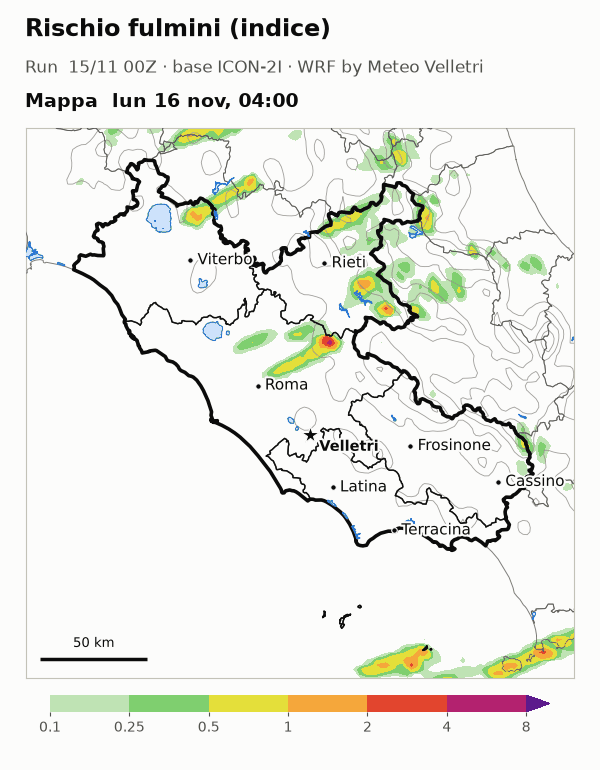 Rischio fulmini (indice)
Run  15/11 00Z · base ICON-2I · WRF by Meteo Velletri
Mappa  lun 16 nov, 04:00
Viterbo
Rieti
Roma
Velletri
Frosinone
Latina
Cassino
Terracina
50 km
0.1 0.25 0.5 1 2 4 8